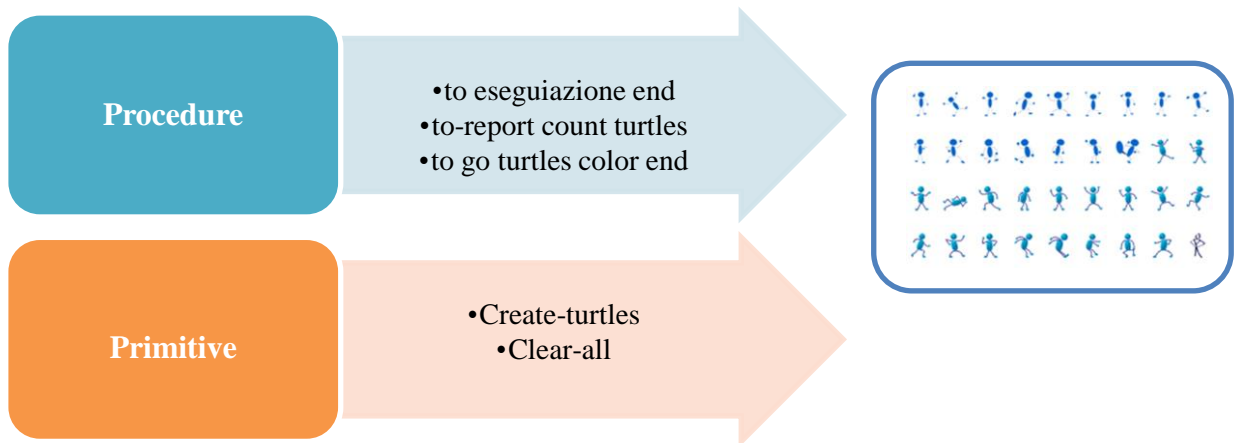 Procedure
•to eseguiazione end
•to-report count turtles
•to go turtles color end
Primitive
•Create-turtles
•Clear-all